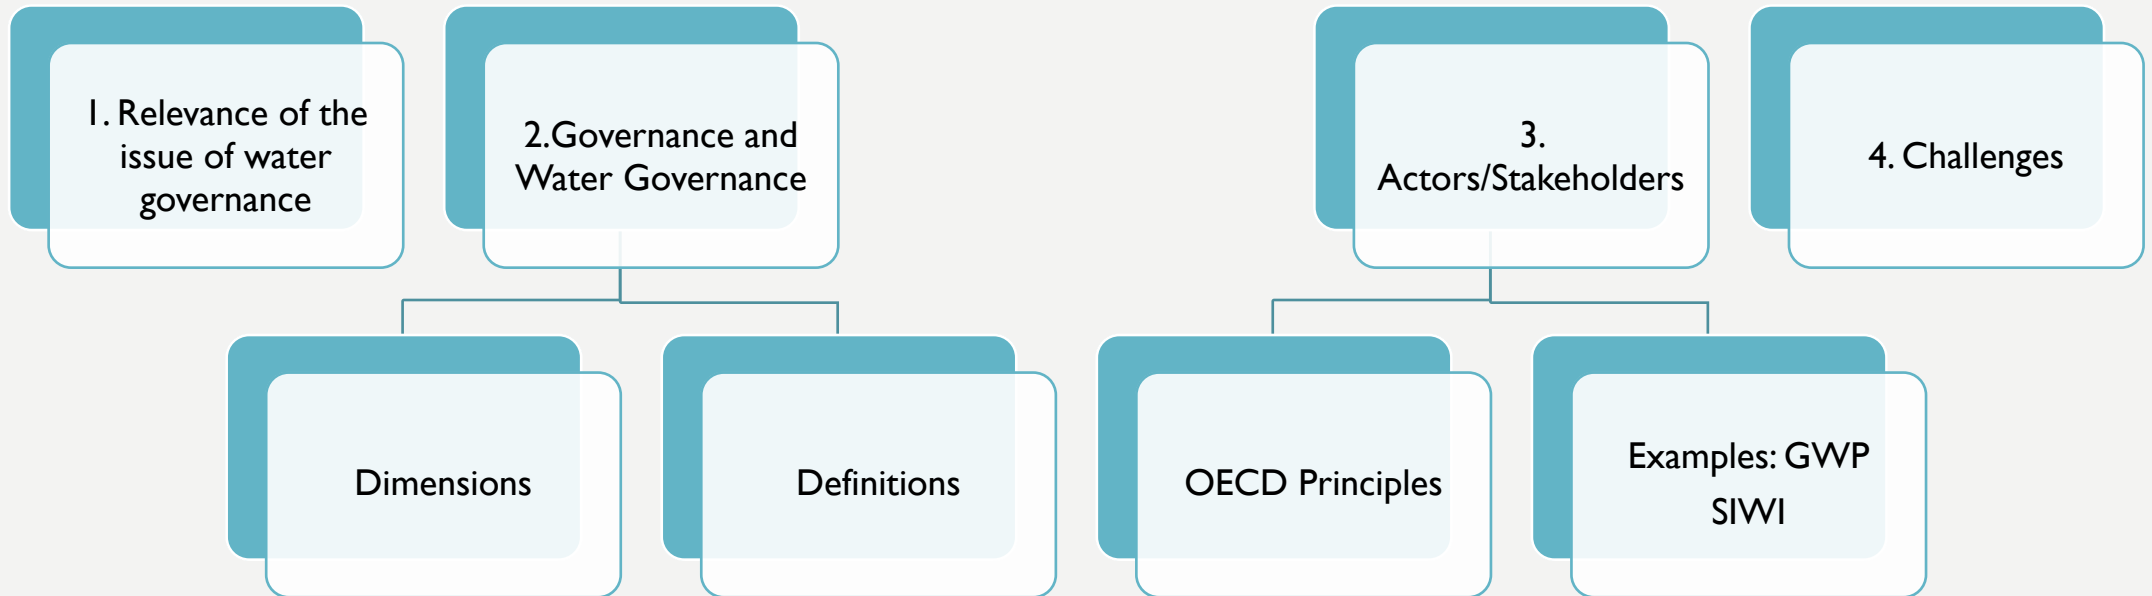 1. Relevance of the
issue of water
governance
2.Governance and
Water Governance
3.
Actors/Stakeholders
4. Challenges
Dimensions
Definitions
OECD Principles
Examples: GWP
SIWI